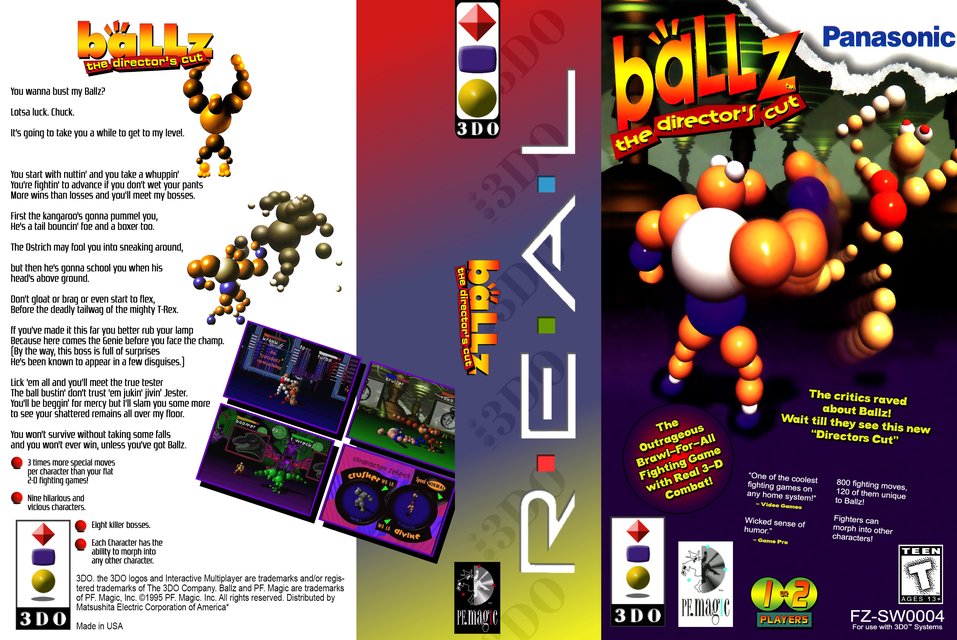 ballz
the director's cut
You wanna bust my Ballz?
Lotsa luck. Chuck.
It's going to take you a while to get to my level.
You start with nuttin' and you take a whuppin'
You're fightin' to advance if you don't wet your pants
More wins than losses and you'll meet my bosses.
First the kangaroo's gonna pummel you,
He's a tail bouncin' foe and a boxer too.
The Ostrich may fool you into sneaking around,
but then he's gonna school you when his
head's above ground.
Don't gloat or brag or even start to flex,
Before the deadly tailwag of the mighty T-Rex.
If you've made it this far you better rub your lamp
Because here comes the Genie before you face the champ.
(By the way, this boss is full of surprises
He's been known to appear in a few disguises.)
Lick 'em all and you'll meet the true tester
The ball bustin' don't trust 'em jukin' jivin' Jester.
You'll be beggin' for mercy but I'll slam you some more
to see your shattered remains all over my floor.
You won't survive without taking some falls
and you won't ever win, unless you've got Ballz.
3 times more special moves
per character than your flat
2-D fighting games!
Nine hilarious and
vicious characters.
Eight killer bosses.
Each Character has the
ability to morph into
any other character.
3DO
3DO, the 3DO logos and Interactive Multiplayer are trademarks and/or regis-
tered trademarks of The 3DO Company. Ballz and PF. Magic are trademarks
of PF. Magic, Inc. ©1995 PF. Magic, Inc. All rights reserved. Distributed by
Matsushita Electric Corporation of America*
Made in USA
turbo
boomer
bruiser
character select
crusher
divine
3DO
REAL
ballz
the director's cut
PF.magic
Panasonic
ballz
the director's cut
The critics raved
about Ballz!
Wait till they see this new
"Directors Cut"
The
Outrageous
Brawl-For-All
Fighting Game
with Real 3-D
Combat!
"One of the coolest
fighting games on
any home system!"
– Video Games
Wicked sense of
humor."
– Game Pro
800 fighting moves,
120 of them unique
to Ballz!
Fighters can
morph into other
characters!
3DO
PF.magic
1 or 2
PLAYERS
TEEN
T
AGES 13+
FZ-SW0004
For use with 3DO™ Systems